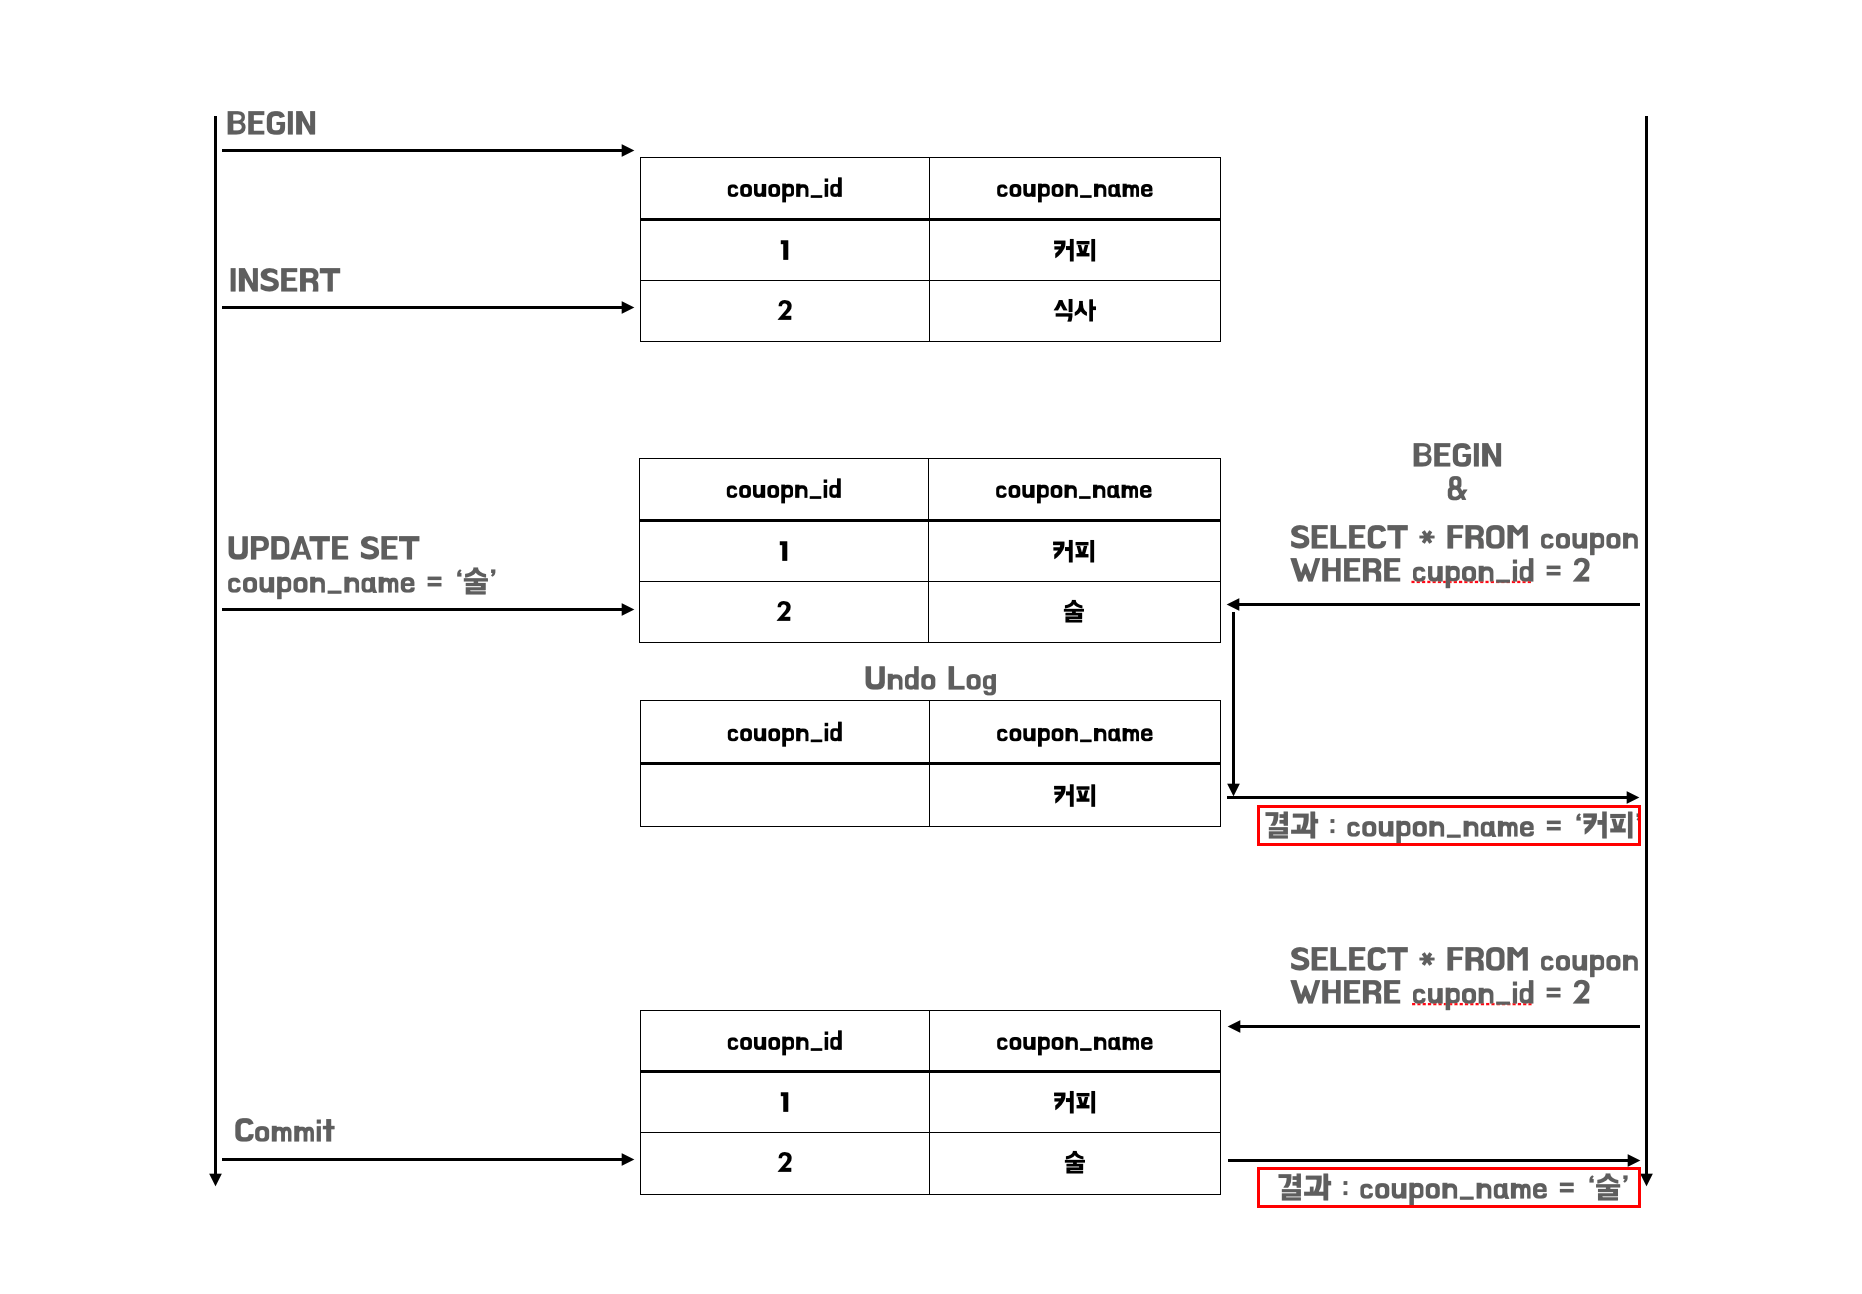 BEGIN
couopn_id coupon_name
1 커피
INSERT
2 식사
BEGIN
&
SELECT * FROM coupon
WHERE cupon_id = 2
couopn_id coupon_name
UPDATE SET
coupon_name = ‘술’
1 커피
2 술
Undo Log
couopn_id coupon_name
커피
결과 : coupon_name = ‘커피’
SELECT * FROM coupon
WHERE cupon_id = 2
couopn_id coupon_name
1 커피
Commit
2 술
결과 : coupon_name = ‘술’